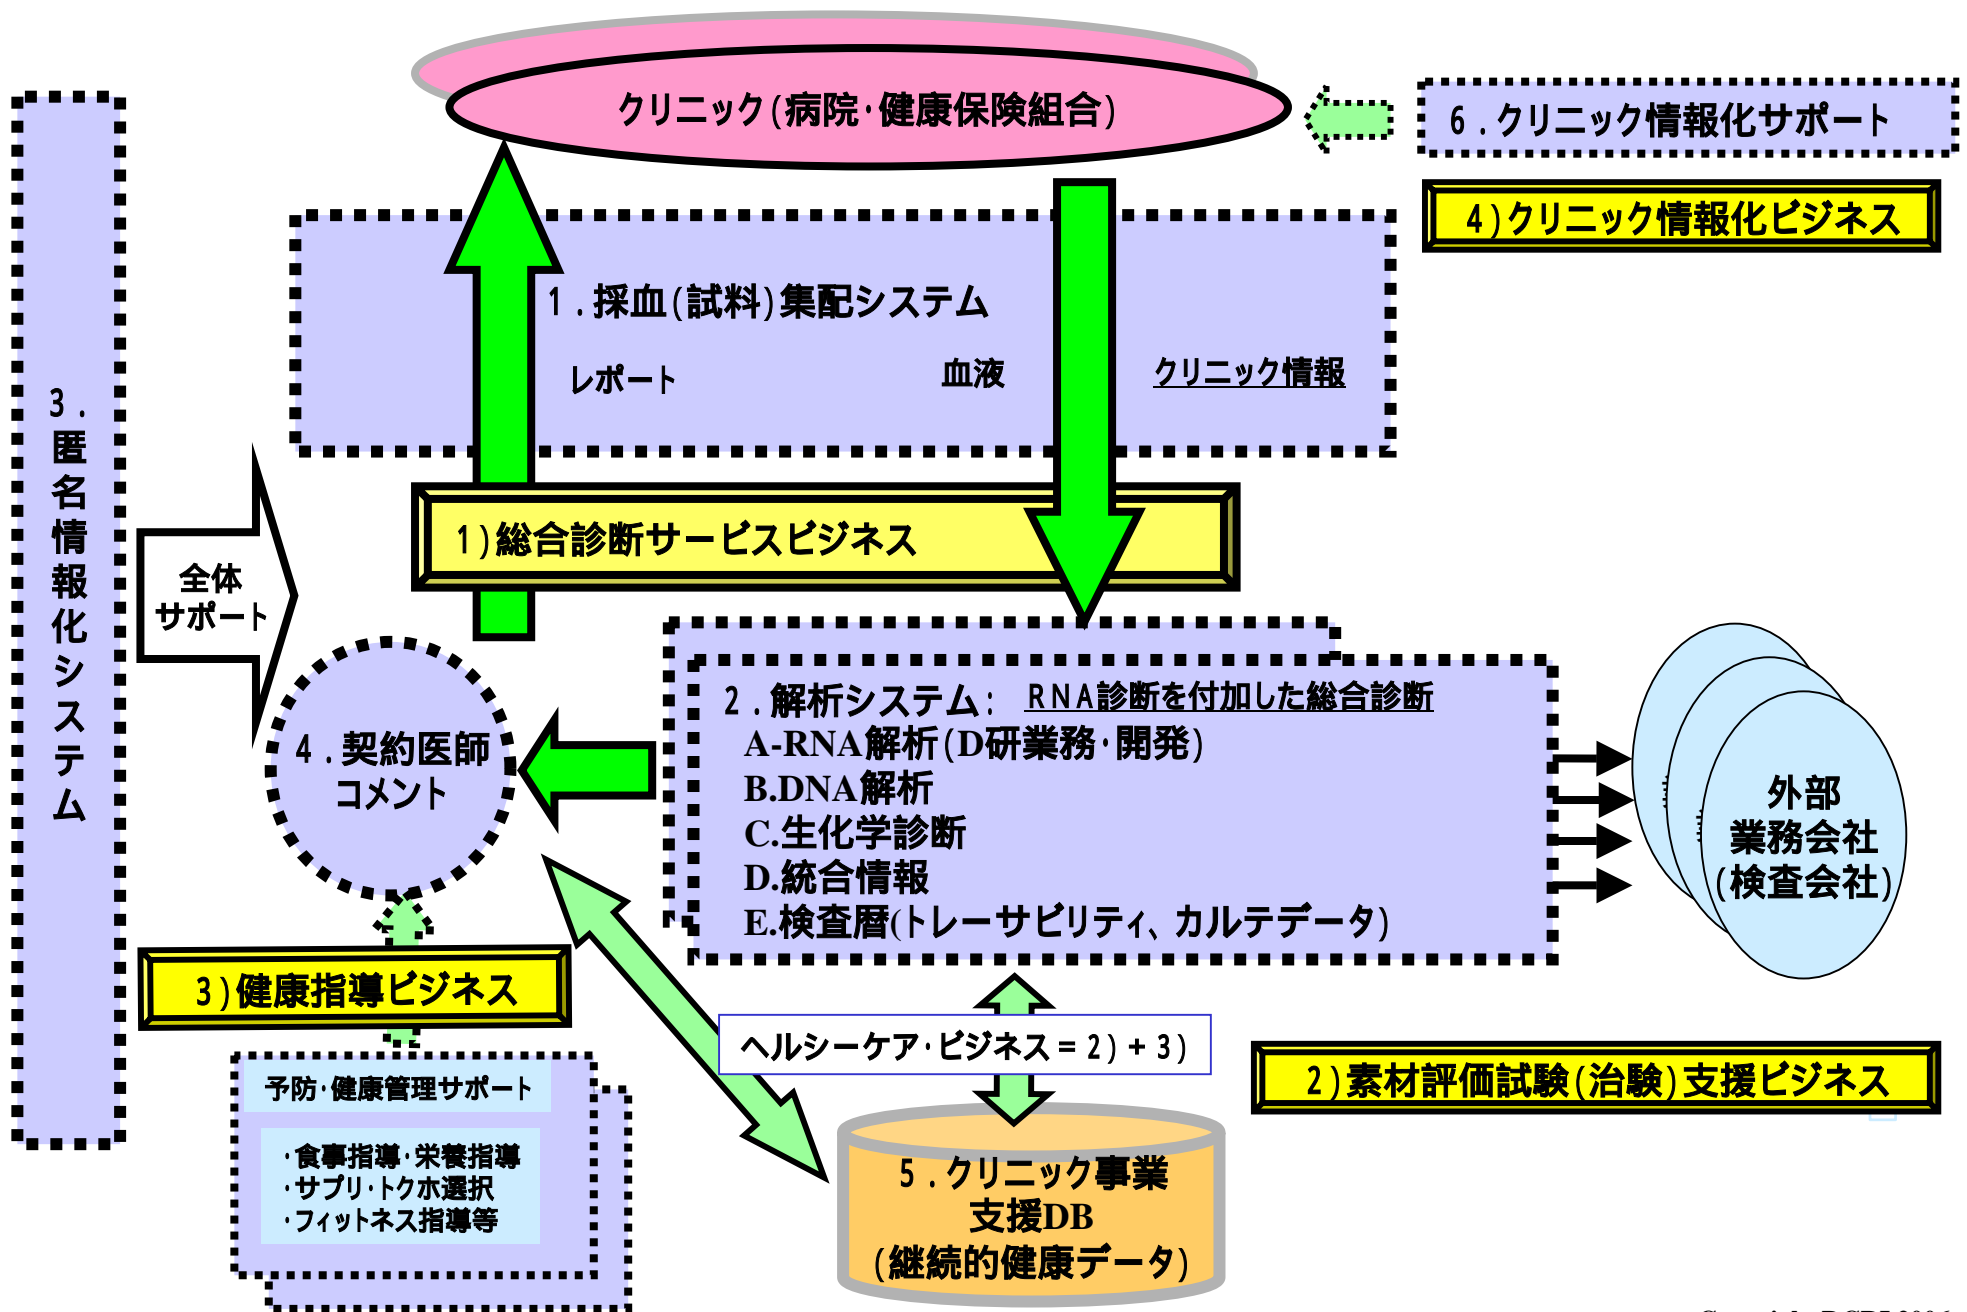 クリニック(病院･健康保険組合)
6．クリニック情報化サポート
4)クリニック情報化ビジネス
1．採血(試料)集配システム
レポート
血液
クリニック情報
3．匿名情報化システム
全体
サポート
1)総合診断サービスビジネス
2．解析システム：
RNA診断を付加した総合診断
A-RNA解析(D研業務･開発)
B.DNA解析
C.生化学診断
D.統合情報
E.検査暦(トレーサビリティ、カルテデータ)
4．契約医師
コメント
外部
業務会社
(検査会社)
3)健康指導ビジネス
ヘルシーケア･ビジネス=2)+3)
2)素材評価試験(治験)支援ビジネス
予防･健康管理サポート
･食事指導･栄養指導
･サプリ･トクホ選択
･フィットネス指導等
5．クリニック事業
支援DB
(継続的健康データ)